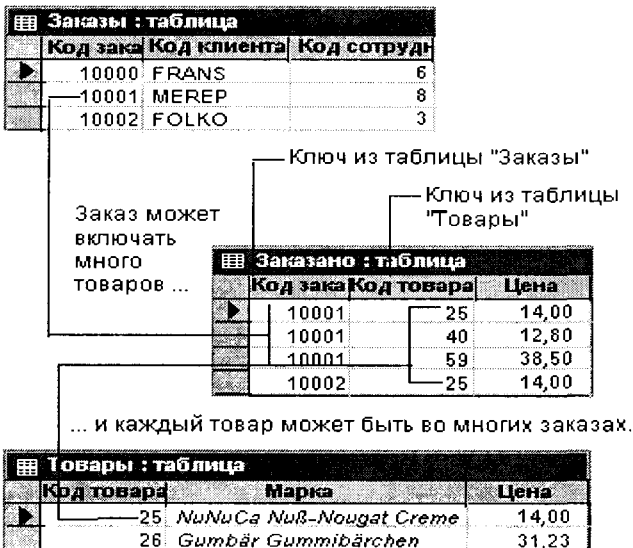 Заказы : таблица
Код зака Код клиента Код сотрудн
10000 FRANS 6
10001 MEREP 8
10002 FOLKO 3
Ключ из таблицы "Заказы"
Ключ из таблицы
"Товары"
Заказ может
включать
много
товаров ...
Заказано : таблица
Код зака Код товара Цена
10001 25 14,00
10001 40 12,80
10001 59 38,50
10002 25 14,00
... и каждый товар может быть во многих заказах.
Товары : таблица
Код товара Марка Цена
25 NuNuCa Nuß-Nougat Creme 14,00
26 Gumbär Gummibärchen 31,23